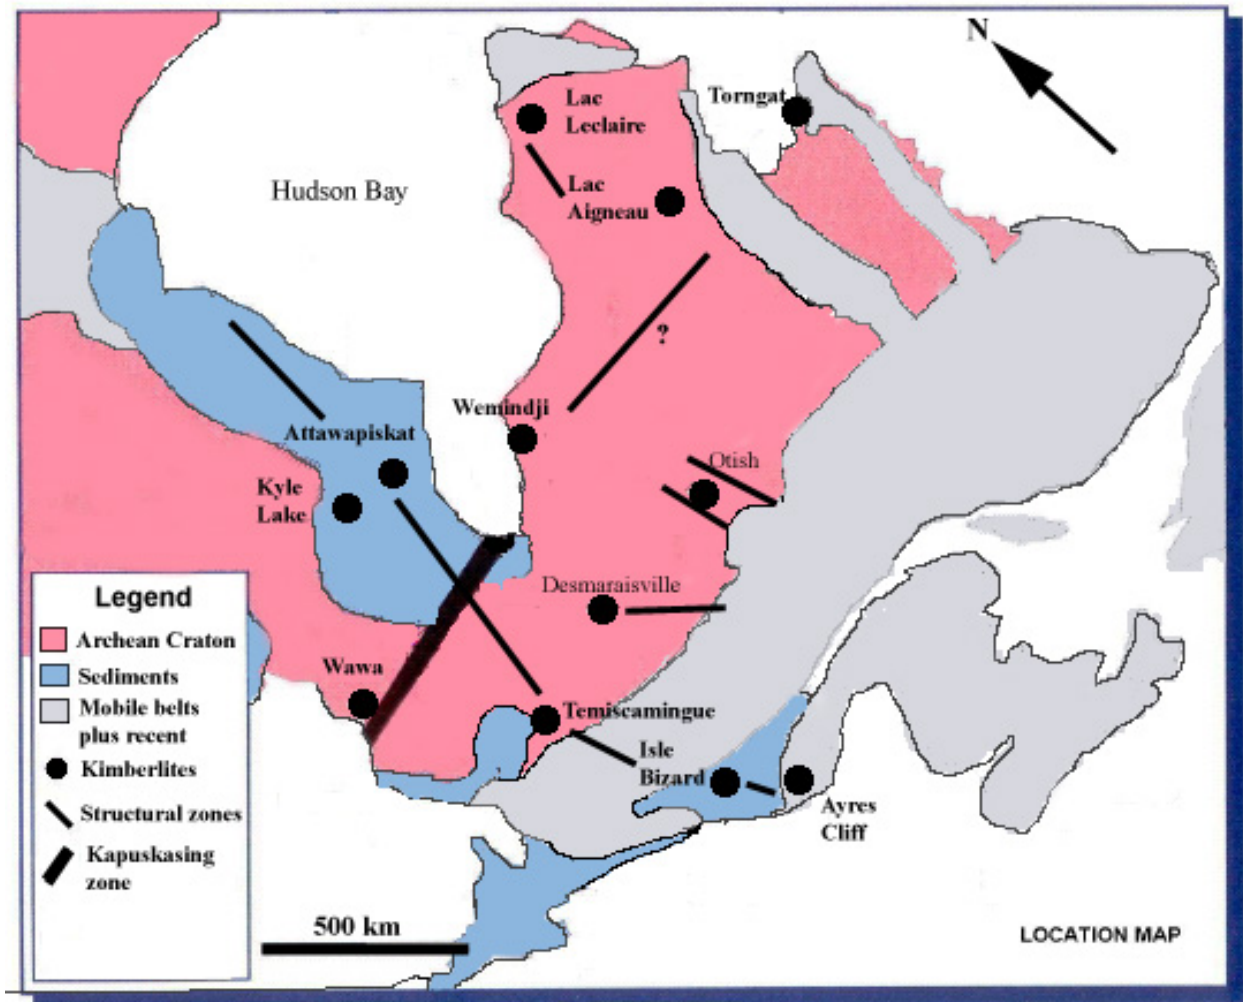 N
Lac
Leclaire
Torngat
Hudson Bay
Lac
Aigneau
?
Wemindji
Attawapiskat
Otish
Kyle
Lake
Desmaraisville
Legend
Archean Craton
Sediments
Mobile belts
plus recent
Kimberlites
Structural zones
Kapuskasing
zone
Wawa
Temiscamingue
Isle
Bizard
Ayres
Cliff
500 km
LOCATION MAP